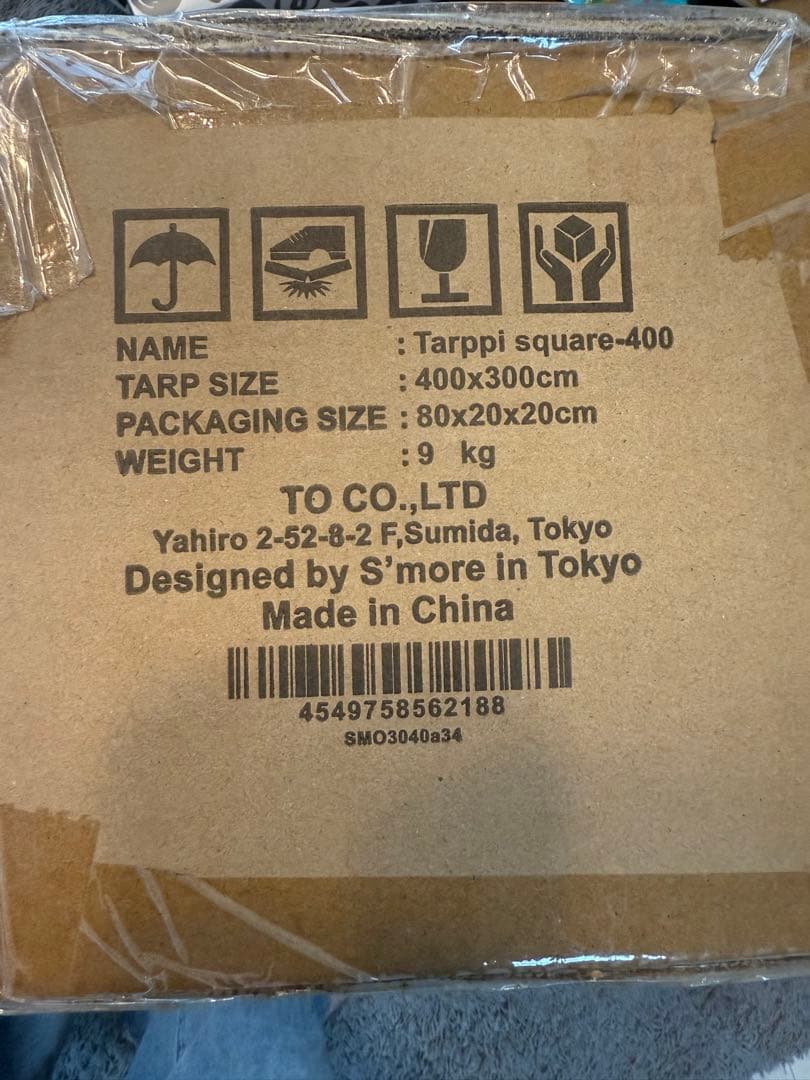 NAME : Tarppi square-400
TARP SIZE : 400x300cm
PACKAGING SIZE : 80x20x20cm
WEIGHT : 9 kg
TO CO.,LTD
Yahiro 2-52-8-2 F,Sumida, Tokyo
Designed by S’more in Tokyo
Made in China
4549758562188
SMO3040a34